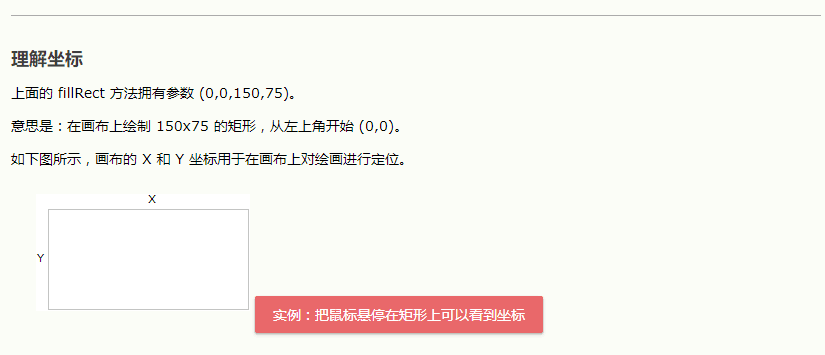 理解坐标
上面的 fillRect 方法拥有参数 (0,0,150,75)。
意思是：在画布上绘制 150x75 的矩形，从左上角开始 (0,0)。
如下图所示，画布的 X 和 Y 坐标用于在画布上对绘画进行定位。
X
Y
实例：把鼠标悬停在矩形上可以看到坐标